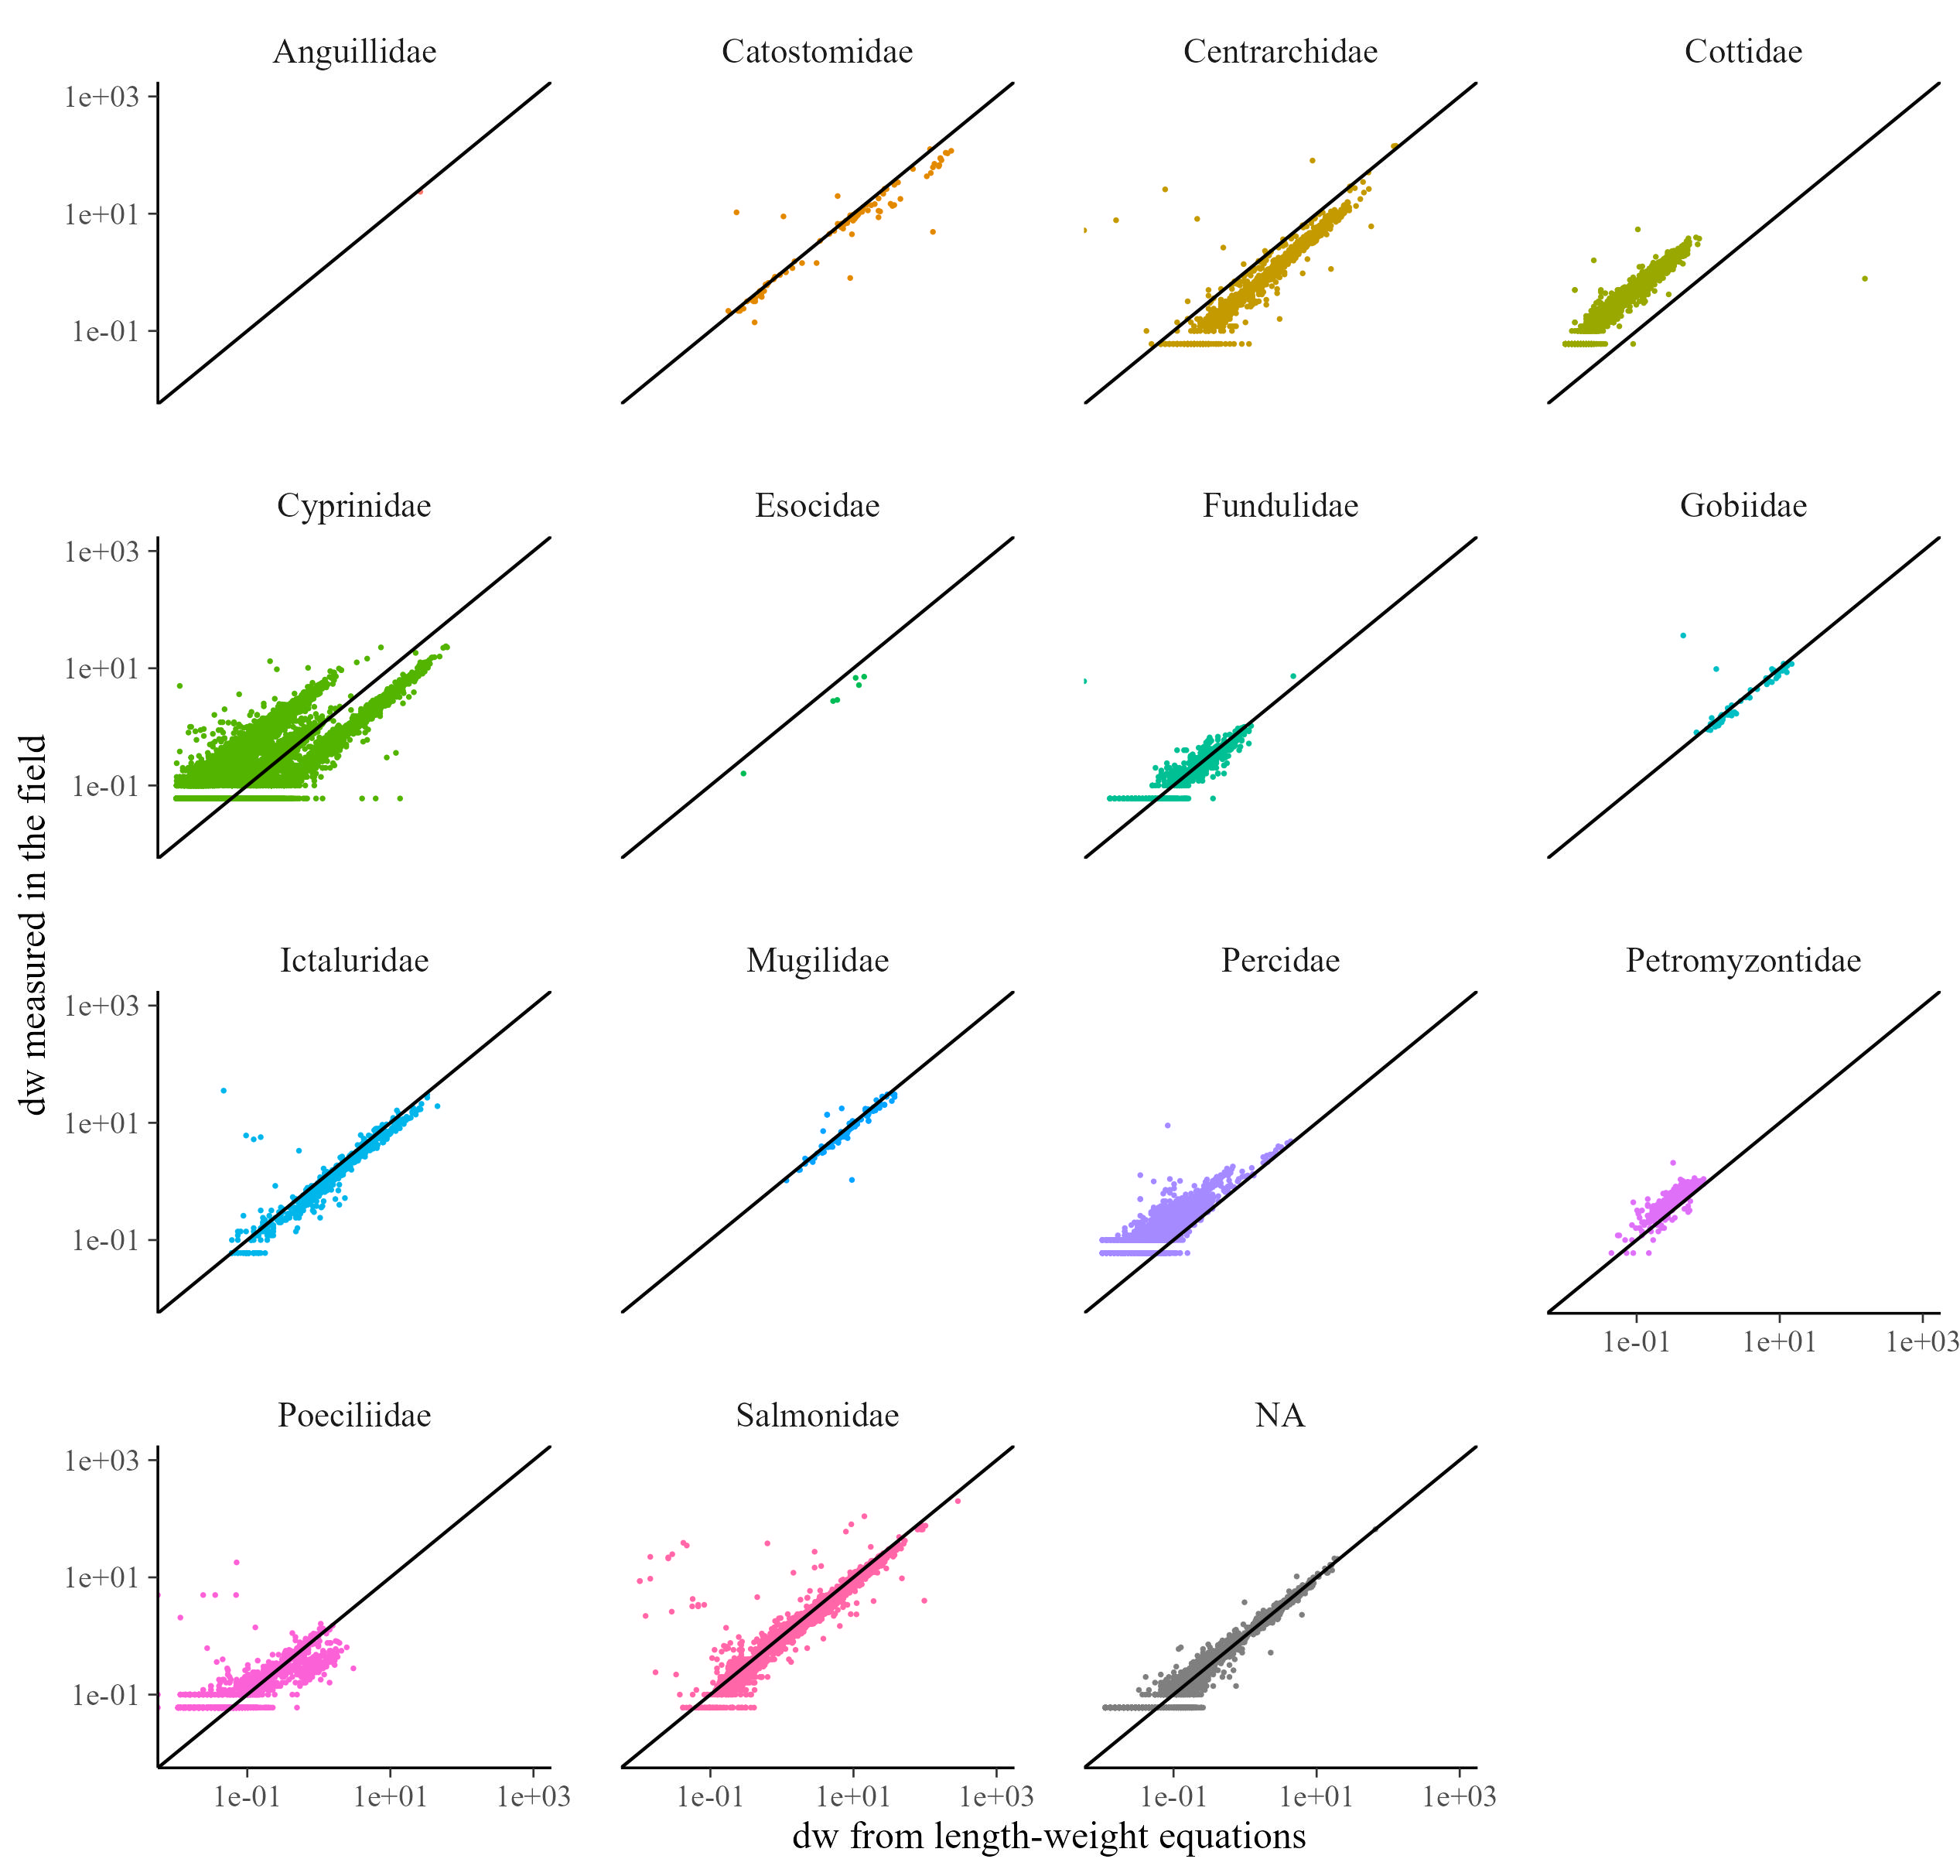 Anguillidae Catostomidae Centrarchidae Cottidae
1e+03
1e+01
1e-01
Cyprinidae Esocidae Fundulidae Gobiidae
1e+03
1e+01
1e-01
dw measured in the field
Ictaluridae Mugilidae Percidae Petromyzontidae
1e+03
1e+01
1e-01
1e-01 1e+01 1e+03
Poeciliidae Salmonidae NA
1e+03
1e+01
1e-01
1e-01 1e+01 1e+03 1e-01 1e+01 1e+03 1e-01 1e+01 1e+03
dw from length-weight equations